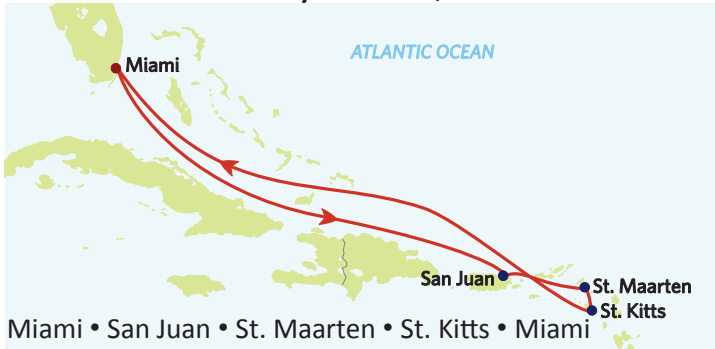 ATLANTIC OCEAN
Miami
San Juan
St. Maarten
St. Kitts
Miami • San Juan • St. Maarten • St. Kitts • Miami